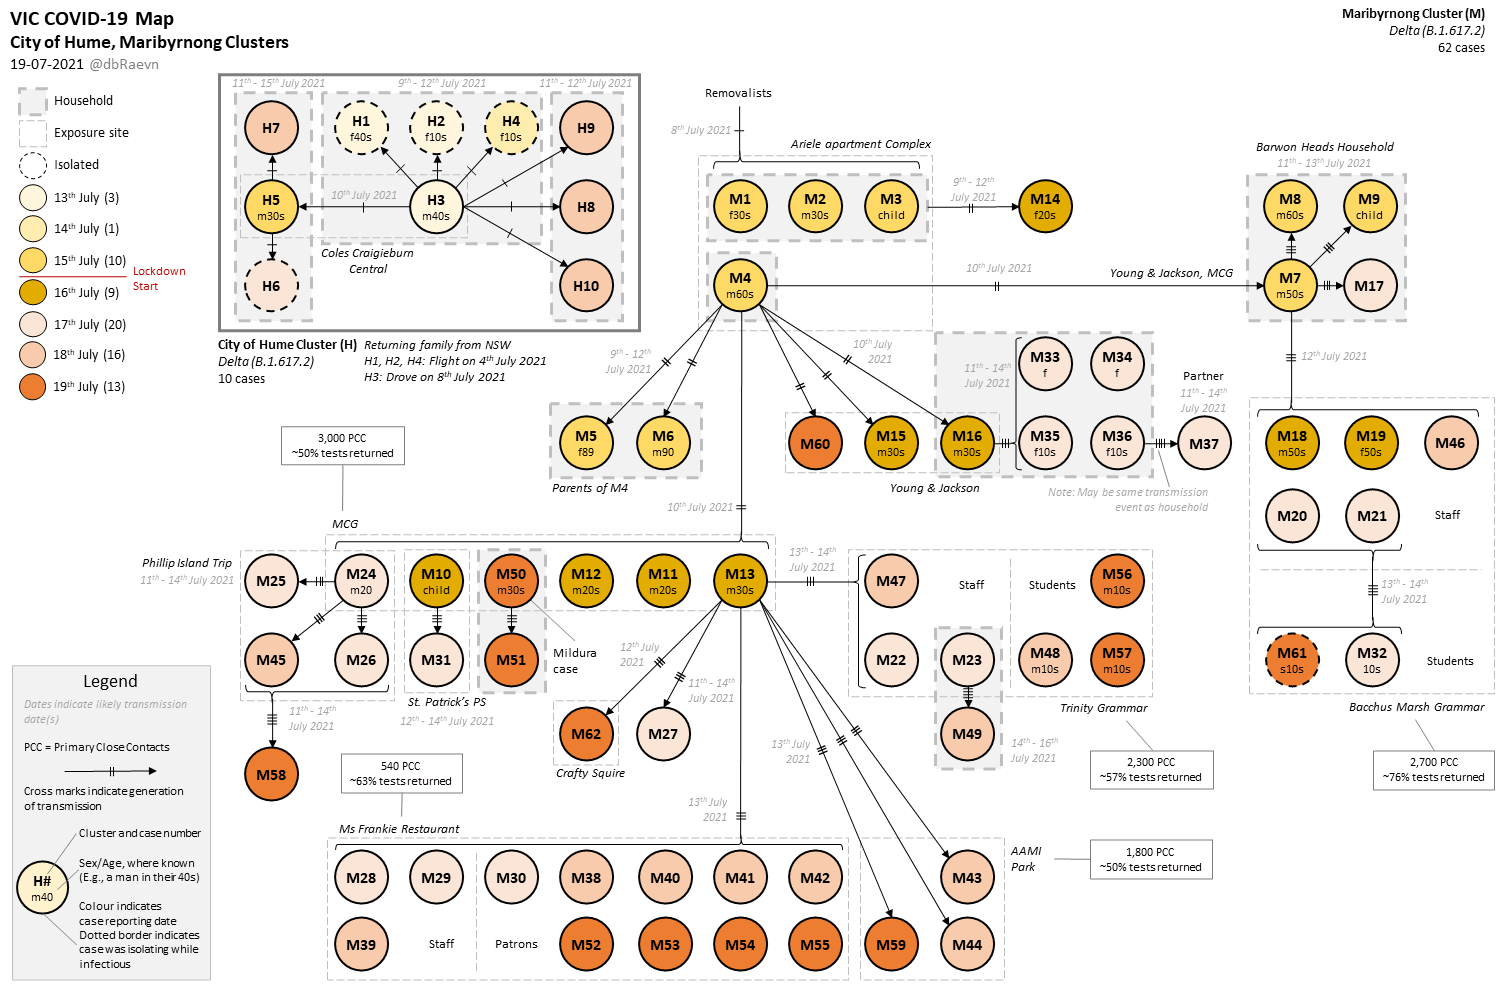 VIC COVID-19 Map
City of Hume, Maribyrnong Clusters
19-07-2021 @dbRaevn
Maribyrnong Cluster (M)
Delta (B.1.617.2)
62 cases
Household
Exposure site
Isolated
13th July (3)
14th July (1)
15th July (10)
Lockdown
Start
16th July (9)
17th July (20)
18th July (16)
19th July (13)
11th - 15th July 2021
9th - 12th July 2021
11th - 12th July 2021
H7
H1
f40s
H2
f10s
H4
f10s
H9
H5
m30s
10th July 2021
H3
m40s
H8
H6
H10
Coles Craigieburn
Central
City of Hume Cluster (H)
Delta (B.1.617.2)
10 cases
Returning family from NSW
H1, H2, H4: Flight on 4th July 2021
H3: Drove on 8th July 2021
Removalists
8th July 2021
Ariele apartment Complex
M1
f30s
M2
m30s
M3
child
9th - 12th
July 2021
M14
f20s
M4
m60s
10th July 2021
Young & Jackson, MCG
Barwon Heads Household
11th - 13th July 2021
M8
m60s
M9
child
M7
m50s
M17
9th - 12th
July 2021
10th July
2021
11th - 14th
July 2021
M33
f
M34
f
Partner
11th - 14th
July 2021
12th July 2021
M5
f89
M6
m90
M60
M15
m30s
M16
m30s
M35
f10s
M36
f10s
M37
Parents of M4
Young & Jackson
Note: May be same transmission
event as household
M18
m50s
M19
f50s
M46
M20
M21
Staff
13th - 14th
July 2021
M61
s10s
M32
10s
Students
Bacchus Marsh Grammar
2,700 PCC
~76% tests returned
3,000 PCC
~50% tests returned
MCG
10th July 2021
Phillip Island Trip
11th - 14th July 2021
M25
M24
m20
M10
child
M50
m30s
M12
m20s
M11
m20s
M13
m30s
13th - 14th
July 2021
M47
Staff
Students
M56
m10s
M45
M26
M31
M51
Mildura
case
12th July
2021
11th - 14th
July 2021
M22
M23
M48
m10s
M57
m10s
St. Patrick's PS
12th - 14th July 2021
Trinity Grammar
11th - 14th
July 2021
M58
M62
M27
Crafty Squire
13th July
2021
M49
14th - 16th
July 2021
2,300 PCC
~57% tests returned
540 PCC
~63% tests returned
13th July
2021
Ms Frankie Restaurant
M28
M29
M30
M38
M40
M41
M42
M39
Staff
Patrons
M52
M53
M54
M55
M43
M59
M44
AAMI
Park
1,800 PCC
~50% tests returned
Legend
Dates indicate likely transmission
date(s)
PCC = Primary Close Contacts
Cross marks indicate generation
of transmission
Cluster and case number
Sex/Age, where known
(E.g., a man in their 40s)
H#
m40
Colour indicates
case reporting date
Dotted border indicates
case was isolating while
infectious